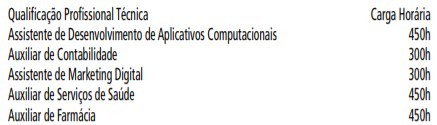 Qualificação Profissional Técnica Carga Horária
Assistente de Desenvolvimento de Aplicativos Computacionais 450h
Auxiliar de Contabilidade 300h
Assistente de Marketing Digital 300h
Auxiliar de Serviços de Saúde 450h
Auxiliar de Farmácia 450h